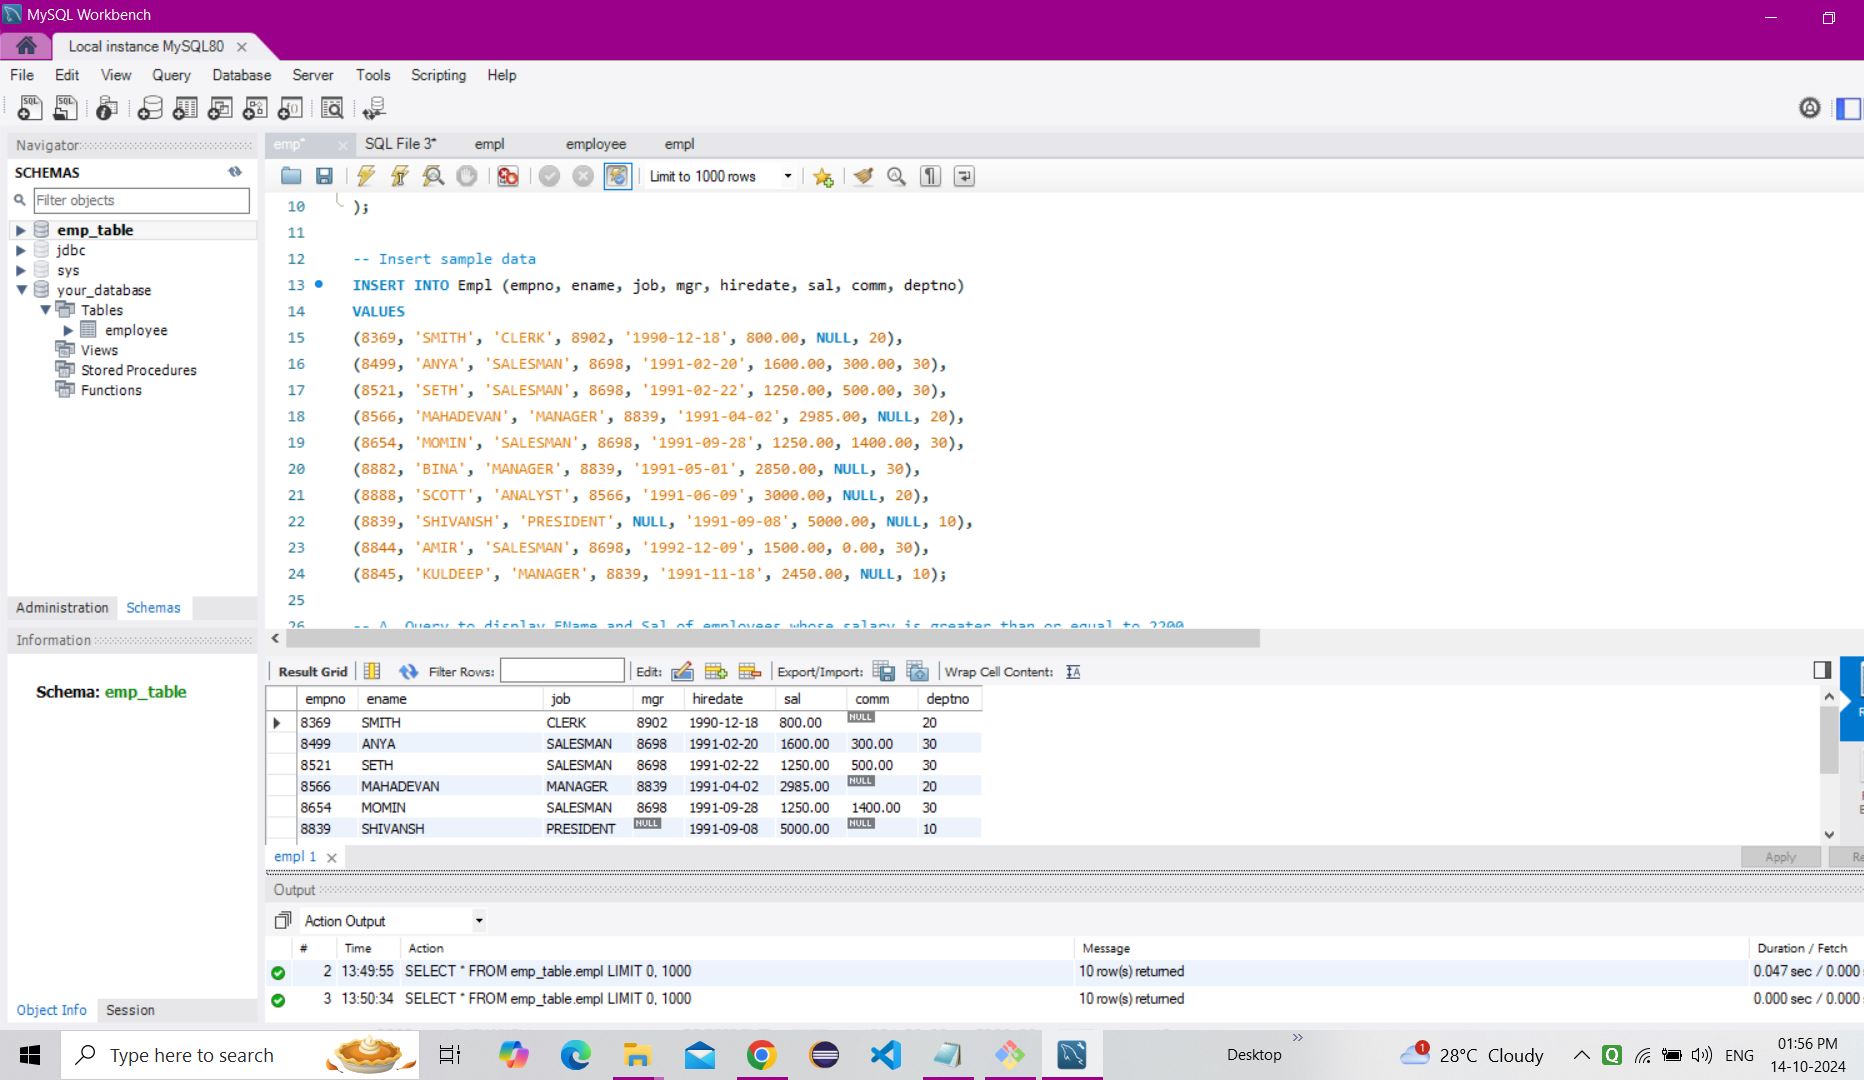 MySQL Workbench
Local instance MySQL80
File Edit View Query Database Server Tools Scripting Help
Navigator
SCHEMAS
Filter objects
emp_table
jdbc
sys
your_database
Tables
employee
Views
Stored Procedures
Functions
Administration Schemas
Information
Schema: emp_table
Object Info Session
emp* SQL File 3* empl employee empl
Limit to 1000 rows
10 );
11
12 -- Insert sample data
13 INSERT INTO Empl (empno, ename, job, mgr, hiredate, sal, comm, deptno)
14 VALUES
15 (8369, 'SMITH', 'CLERK', 8902, '1990-12-18', 800.00, NULL, 20),
16 (8499, 'ANYA', 'SALESMAN', 8698, '1991-02-20', 1600.00, 300.00, 30),
17 (8521, 'SETH', 'SALESMAN', 8698, '1991-02-22', 1250.00, 500.00, 30),
18 (8566, 'MAHADEVAN', 'MANAGER', 8839, '1991-04-02', 2985.00, NULL, 20),
19 (8654, 'MOMIN', 'SALESMAN', 8698, '1991-09-28', 1250.00, 1400.00, 30),
20 (8882, 'BINA', 'MANAGER', 8839, '1991-05-01', 2850.00, NULL, 30),
21 (8888, 'SCOTT', 'ANALYST', 8566, '1991-06-09', 3000.00, NULL, 20),
22 (8839, 'SHIVANSH', 'PRESIDENT', NULL, '1991-09-08', 5000.00, NULL, 10),
23 (8844, 'AMIR', 'SALESMAN', 8698, '1992-12-09', 1500.00, 0.00, 30),
24 (8845, 'KULDEEP', 'MANAGER', 8839, '1991-11-18', 2450.00, NULL, 10);
25
26 -- A. Query to display EName and Sal of employees whose salary is greater than or equal to 2200
Result Grid Filter Rows: Edit: Export/Import: Wrap Cell Content:
empno ename job mgr hiredate sal comm deptno
8369 SMITH CLERK 8902 1990-12-18 800.00 NULL 20
8499 ANYA SALESMAN 8698 1991-02-20 1600.00 300.00 30
8521 SETH SALESMAN 8698 1991-02-22 1250.00 500.00 30
8566 MAHADEVAN MANAGER 8839 1991-04-02 2985.00 NULL 20
8654 MOMIN SALESMAN 8698 1991-09-28 1250.00 1400.00 30
8839 SHIVANSH PRESIDENT NULL 1991-09-08 5000.00 NULL 10
empl 1
Apply Re
Output
Action Output
# Time Action Message Duration / Fetch
2 13:49:55 SELECT * FROM emp_table.empl LIMIT 0, 1000 10 row(s) returned 0.047 sec / 0.000
3 13:50:34 SELECT * FROM emp_table.empl LIMIT 0, 1000 10 row(s) returned 0.000 sec / 0.000
Type here to search
Desktop
1
28°C Cloudy
ENG
01:56 PM
14-10-2024